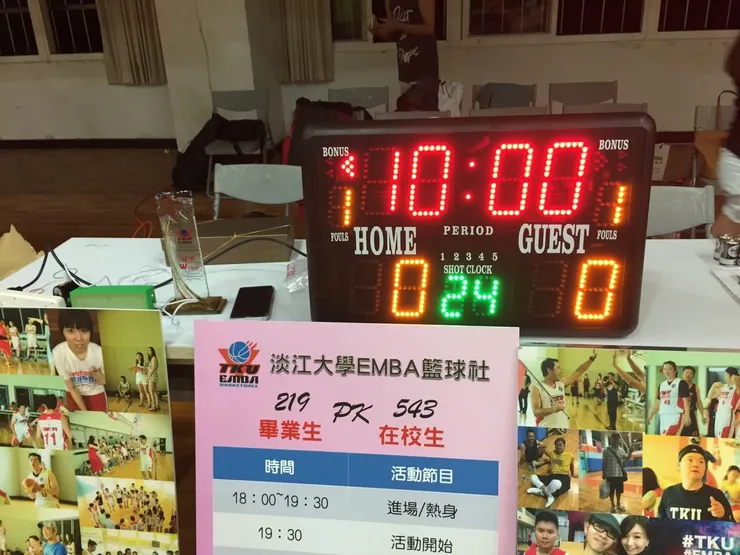 BONUS BONUS
10:00
1 1
FOULS PERIOD FOULS
HOME GUEST
1 2 3 4 5
SHOT CLOCK
0 24 0
TKU
EMBA
BASKETBALL
淡江大學EMBA籃球社
219 PK 543
畢業生 在校生
時間 活動節目
18:00~19:30 進場/熱身
19:30 活動開始
11
TKU
#TKU
#EMBA